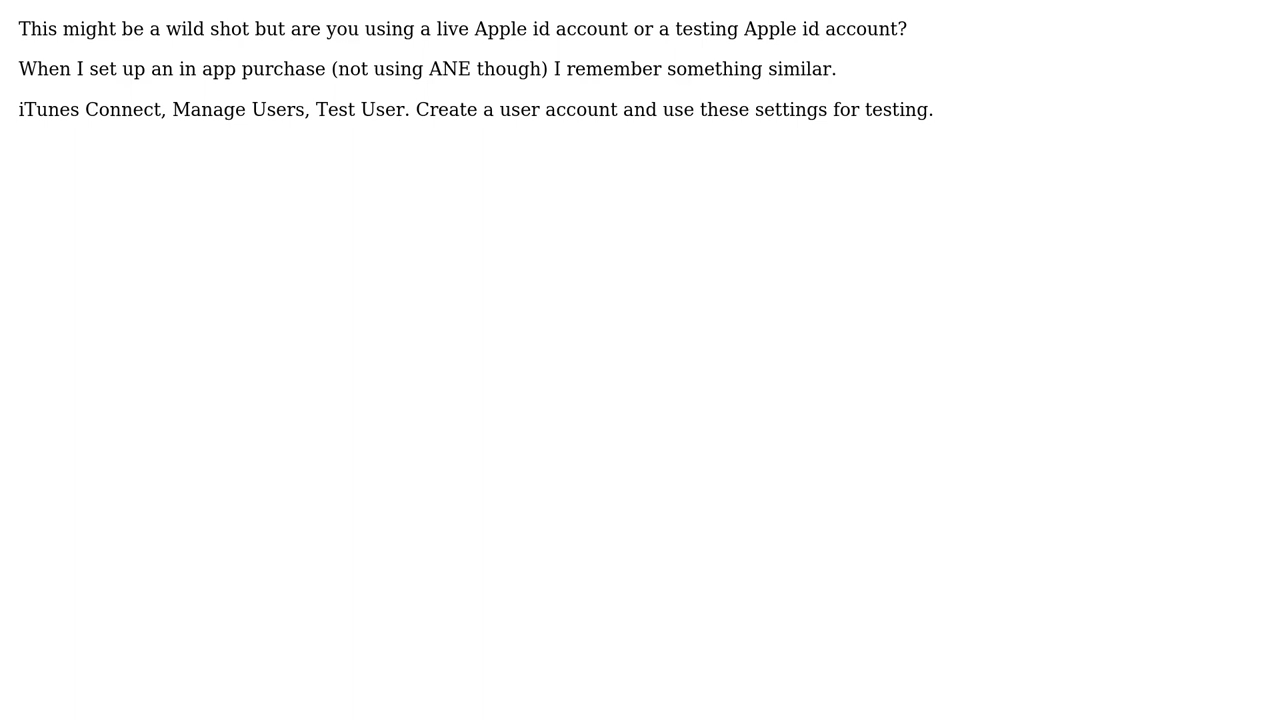 This might be a wild shot but are you using a live Apple id account or a testing Apple id account?
When I set up an in app purchase (not using ANE though) I remember something similar.
iTunes Connect, Manage Users, Test User. Create a user account and use these settings for testing.